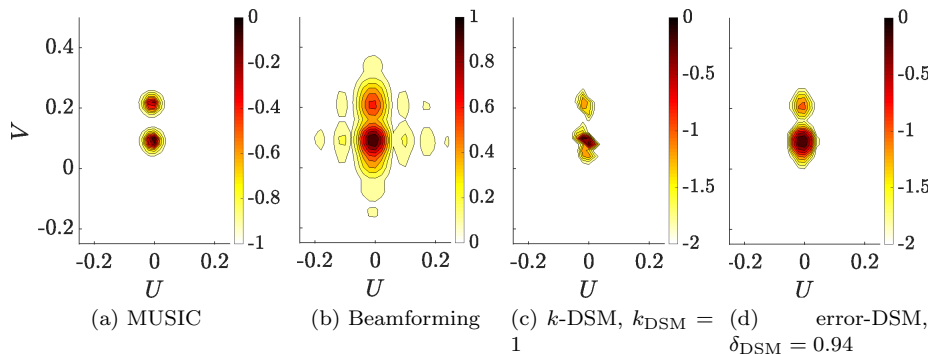 0.4
0.2
0
-0.2
V
-0.2 0 0.2
U
0
-0.2
-0.4
-0.6
-0.8
-1
-0.2 0 0.2
U
1
0.8
0.6
0.4
0.2
0
-0.2 0 0.2
U
0
-0.5
-1
-1.5
-2
-0.2 0 0.2
U
0
-0.5
-1
-1.5
-2
(a) MUSIC
(b) Beamforming
(c) k-DSM, k_DSM =
1
(d) error-DSM,
δ_DSM = 0.94